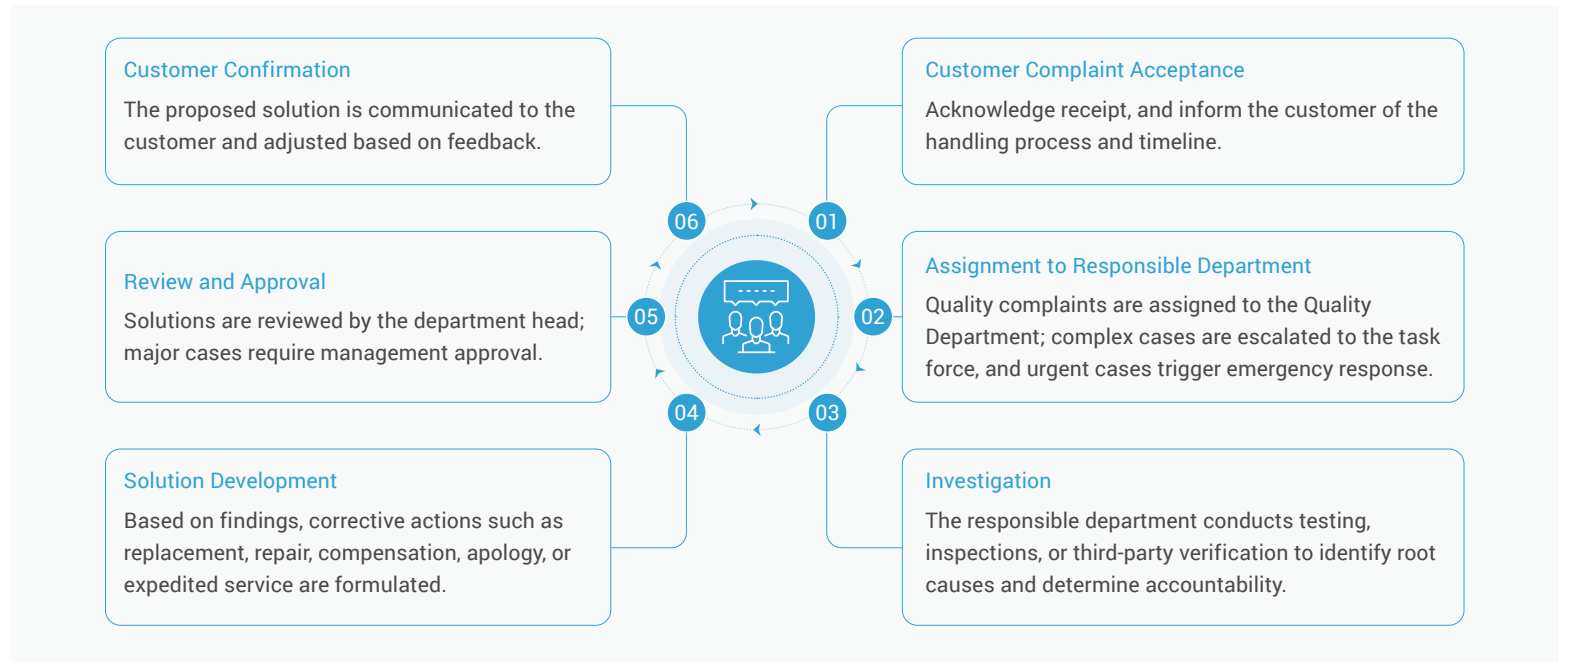 Customer Confirmation
The proposed solution is communicated to the
customer and adjusted based on feedback.
Customer Complaint Acceptance
Acknowledge receipt, and inform the customer of the
handling process and timeline.
06
01
Review and Approval
Solutions are reviewed by the department head;
major cases require management approval.
05
02
Assignment to Responsible Department
Quality complaints are assigned to the Quality
Department; complex cases are escalated to the task
force, and urgent cases trigger emergency response.
04
03
Solution Development
Based on findings, corrective actions such as
replacement, repair, compensation, apology, or
expedited service are formulated.
Investigation
The responsible department conducts testing,
inspections, or third-party verification to identify root
causes and determine accountability.